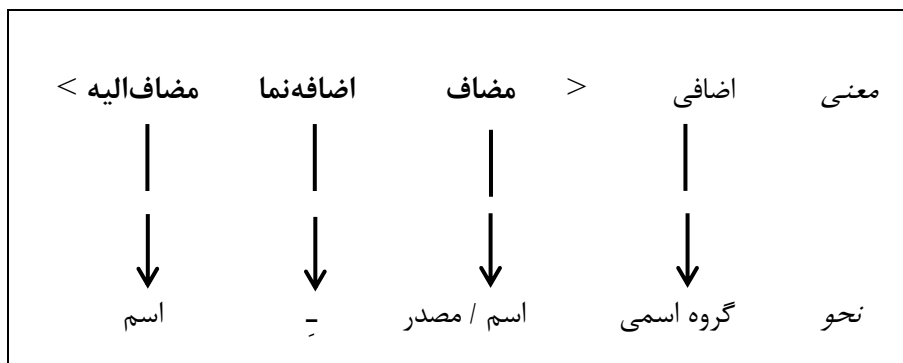 معنی اضافی < مضاف اضافه‌نما مضاف‌الیه >
نحو گروه اسمی اسم / مصدر ـِ اسم